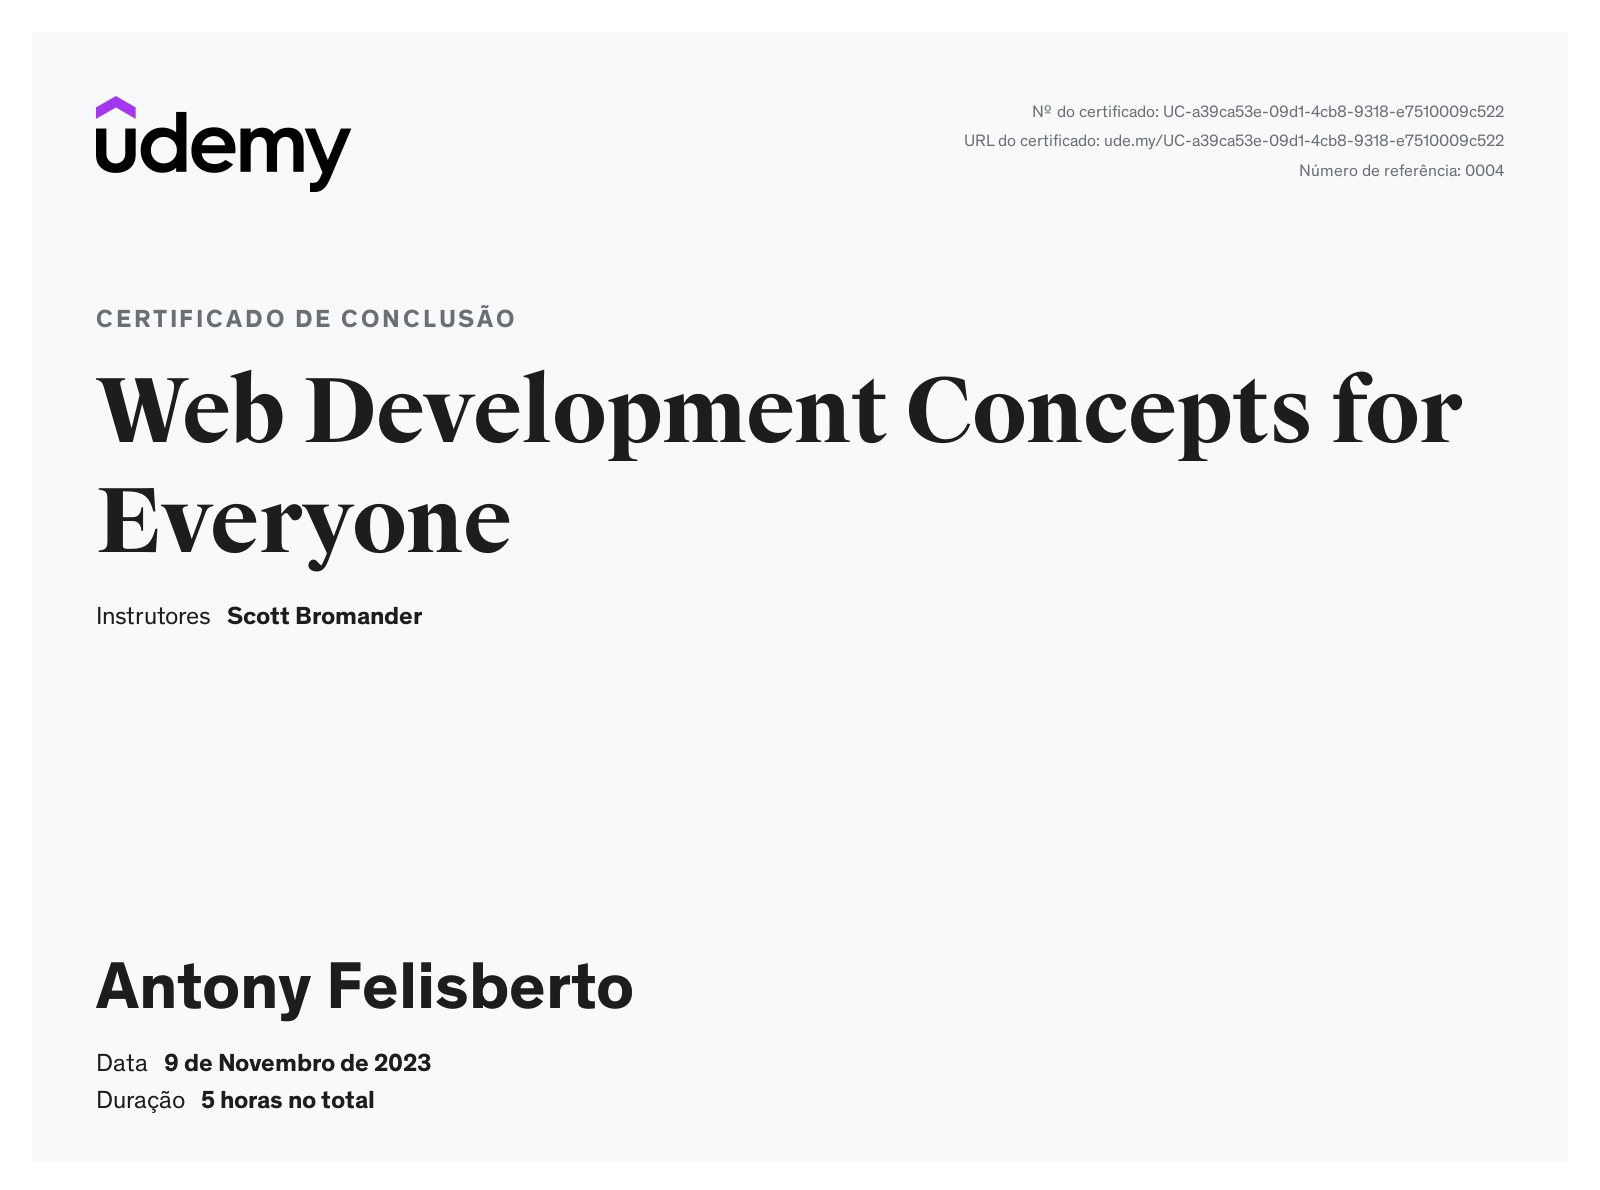 udemy
Nº do certificado: UC-a39ca53e-09d1-4cb8-9318-e7510009c522
URL do certificado: ude.my/UC-a39ca53e-09d1-4cb8-9318-e7510009c522
Número de referência: 0004
CERTIFICADO DE CONCLUSÃO
Web Development Concepts for
Everyone
Instrutores Scott Bromander
Antony Felisberto
Data 9 de Novembro de 2023
Duração 5 horas no total